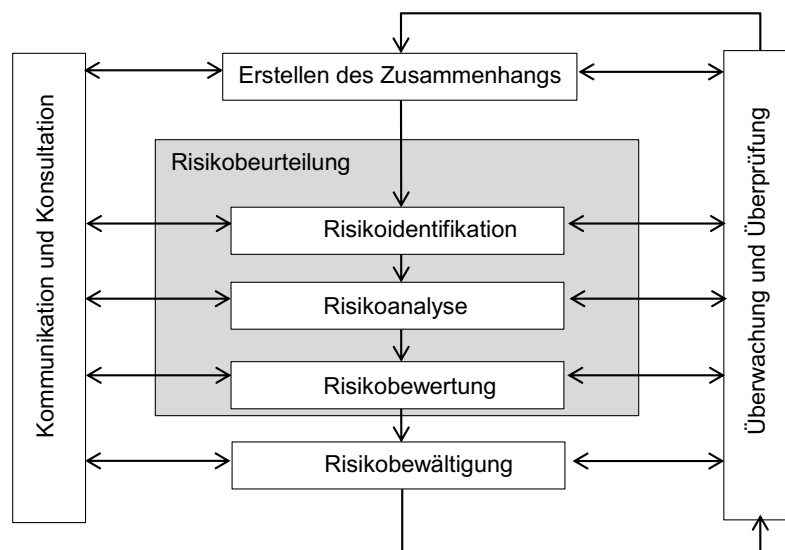 Erstellen des Zusammenhangs
Kommunikation und Konsultation
Risikobeurteilung
Risikoidentifikation
Risikoanalyse
Risikobewertung
Risikobewältigung
Überwachung und Überprüfung